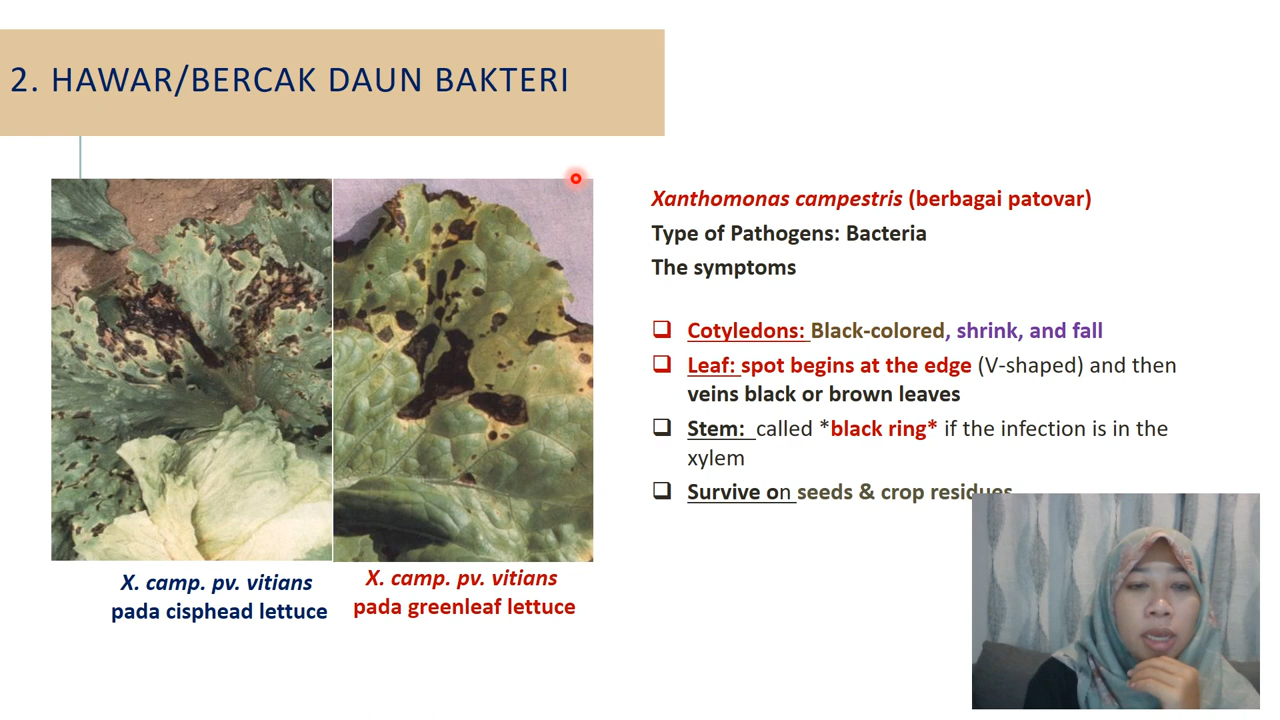 2. HAWAR/BERCAK DAUN BAKTERI
Xanthomonas campestris (berbagai patovar)
Type of Pathogens: Bacteria
The symptoms
Cotyledons: Black-colored, shrink, and fall
Leaf: spot begins at the edge (V-shaped) and then
veins black or brown leaves
Stem: called *black ring* if the infection is in the
xylem
Survive on seeds & crop residues
X. camp. pv. vitians
pada cisphead lettuce
X. camp. pv. vitians
pada greenleaf lettuce